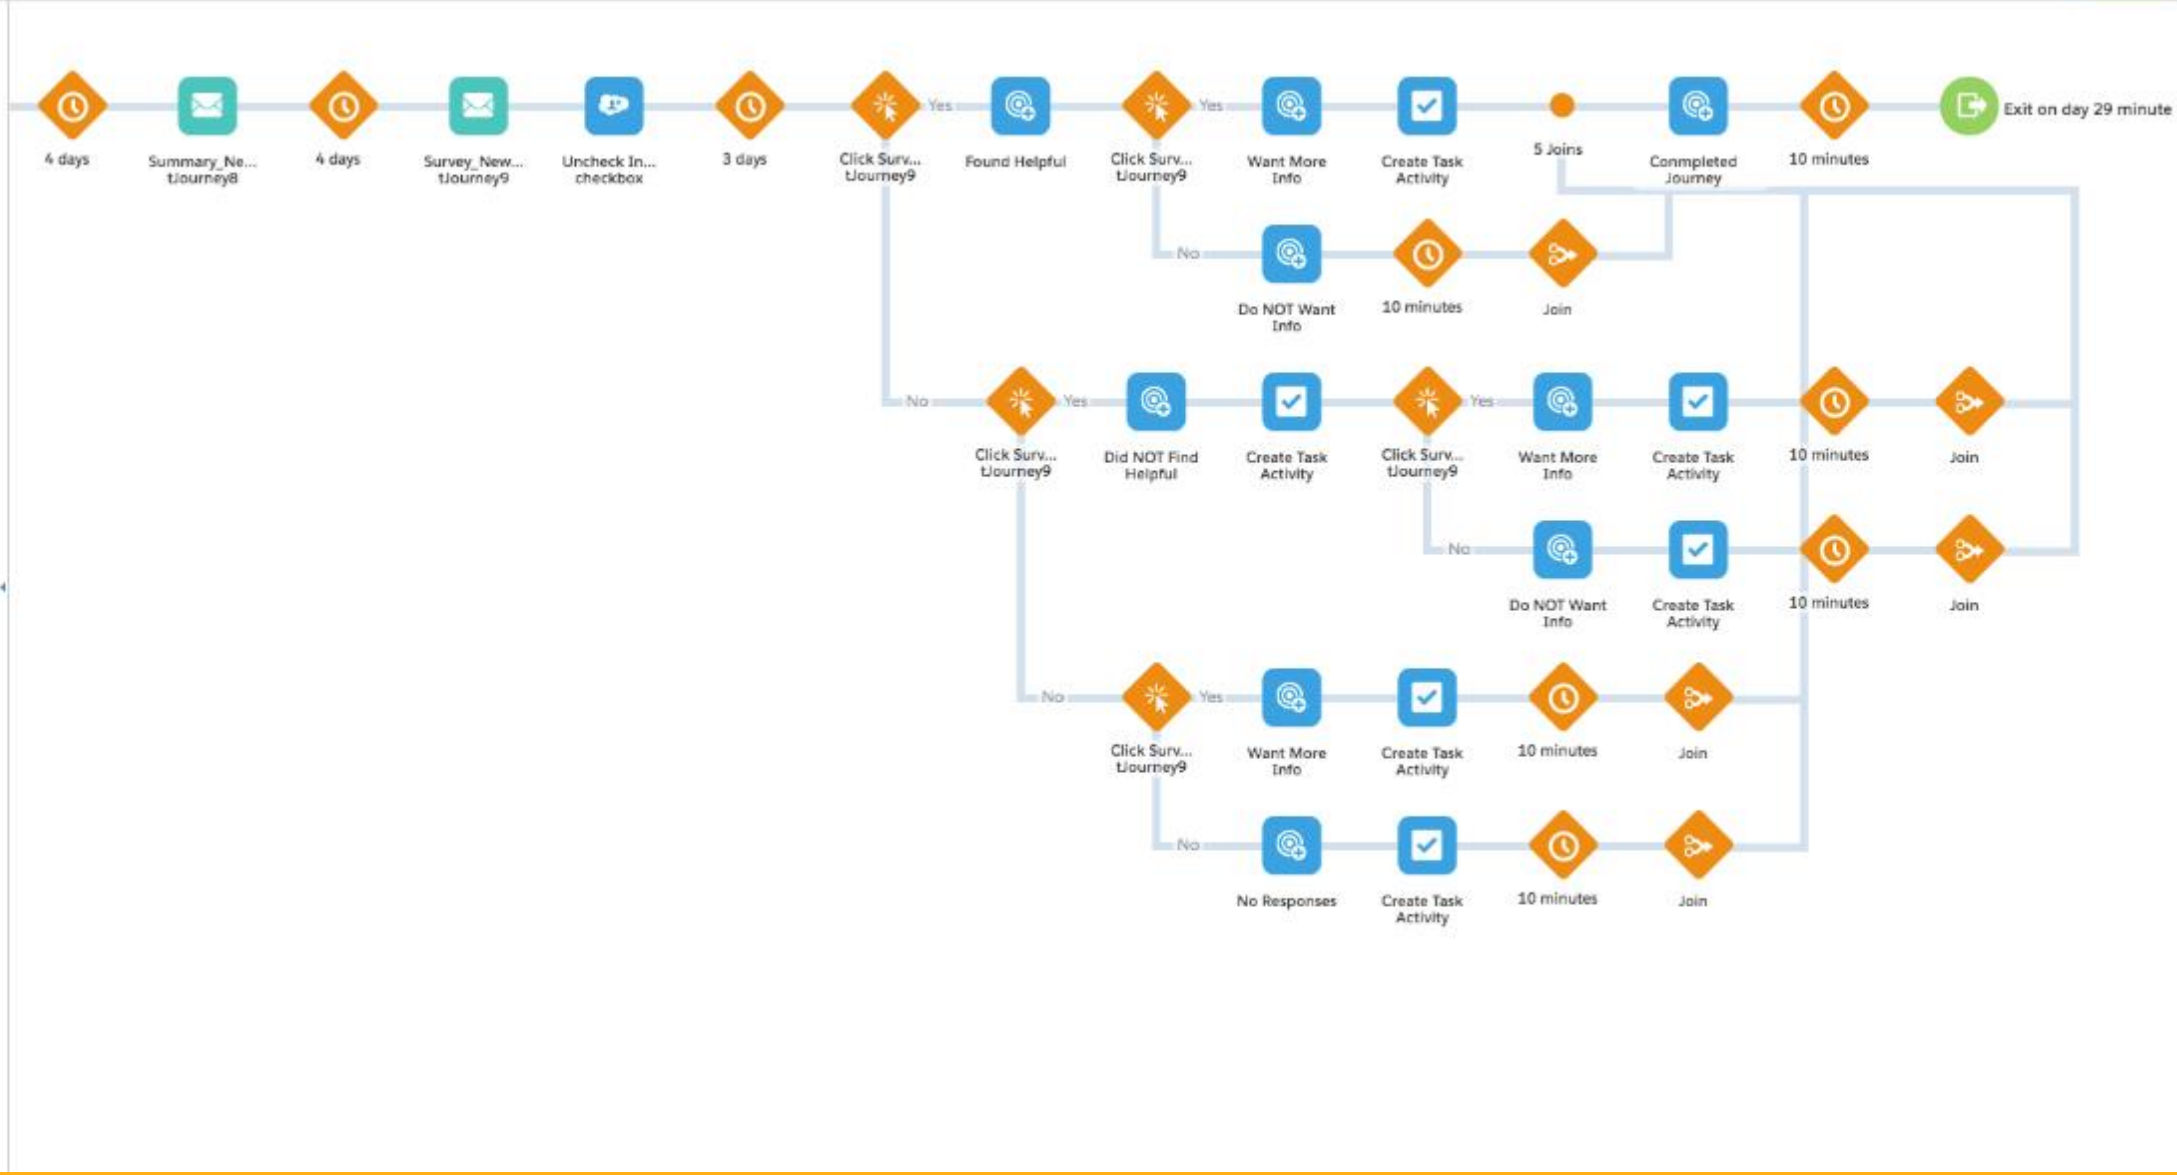 Yes
Yes
4 days
Summary_Ne...
tJourney8
4 days
Survey_New...
tJourney9
Uncheck In...
checkbox
3 days
Click Surv...
tJourney9
Found Helpful
Click Surv...
tJourney9
Want More
Info
Create Task
Activity
5 Joins
Conmpleted
Journey
10 minutes
Exit on day 29 minute
No
Do NOT Want
Info
10 minutes
Join
No
Yes
Yes
Click Surv...
tJourney9
Did NOT Find
Helpful
Create Task
Activity
Click Surv...
tJourney9
Want More
Info
Create Task
Activity
10 minutes
Join
No
Do NOT Want
Info
Create Task
Activity
10 minutes
Join
No
Yes
Click Surv...
tJourney9
Want More
Info
Create Task
Activity
10 minutes
Join
No
No Responses
Create Task
Activity
10 minutes
Join